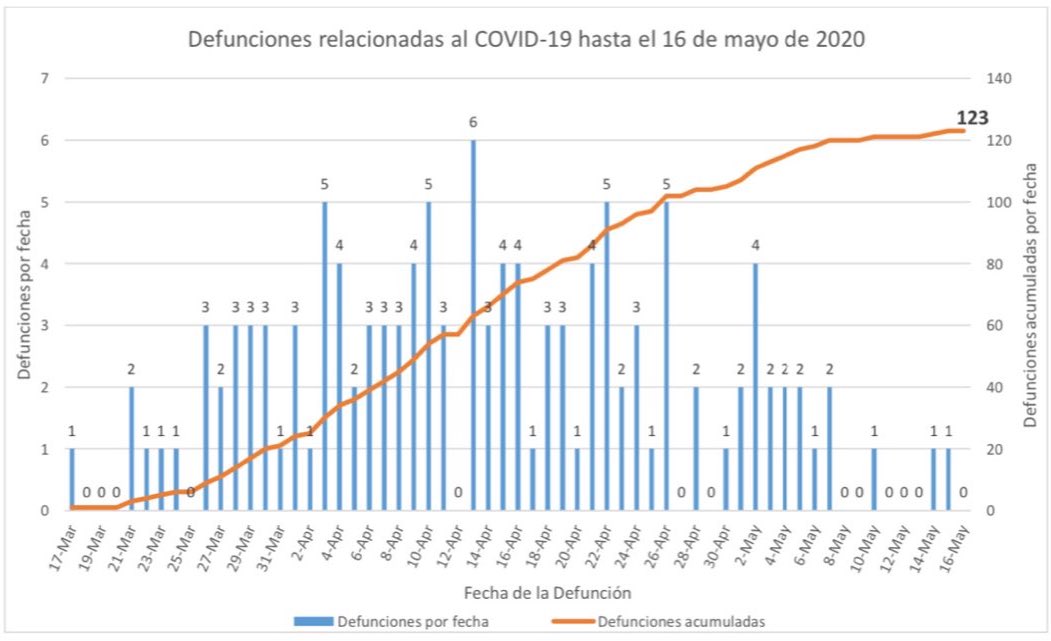 Defunciones relacionadas al COVID-19 hasta el 16 de mayo de 2020
7
6
5
4
3
2
1
0
Defunciones por fecha
140
120
100
80
60
40
20
0
Defunciones acumuladas por fecha
123
1 0 0 0 2 1 1 1 0 3 2 3 3 3 1 3 1 5 4 2 3 3 3 4 5 3 0 6 3 4 4 1 3 3 1 4 5 2 3 1 5 0 2 0 1 2 4 2 2 2 1 2 0 0 1 0 0 0 1 1 0
17-Mar 19-Mar 21-Mar 23-Mar 25-Mar 27-Mar 29-Mar 31-Mar 2-Apr 4-Apr 6-Apr 8-Apr 10-Apr 12-Apr 14-Apr 16-Apr 18-Apr 20-Apr 22-Apr 24-Apr 26-Apr 28-Apr 30-Apr 2-May 4-May 6-May 8-May 10-May 12-May 14-May 16-May
Fecha de la Defunción
Defunciones por fecha Defunciones acumuladas